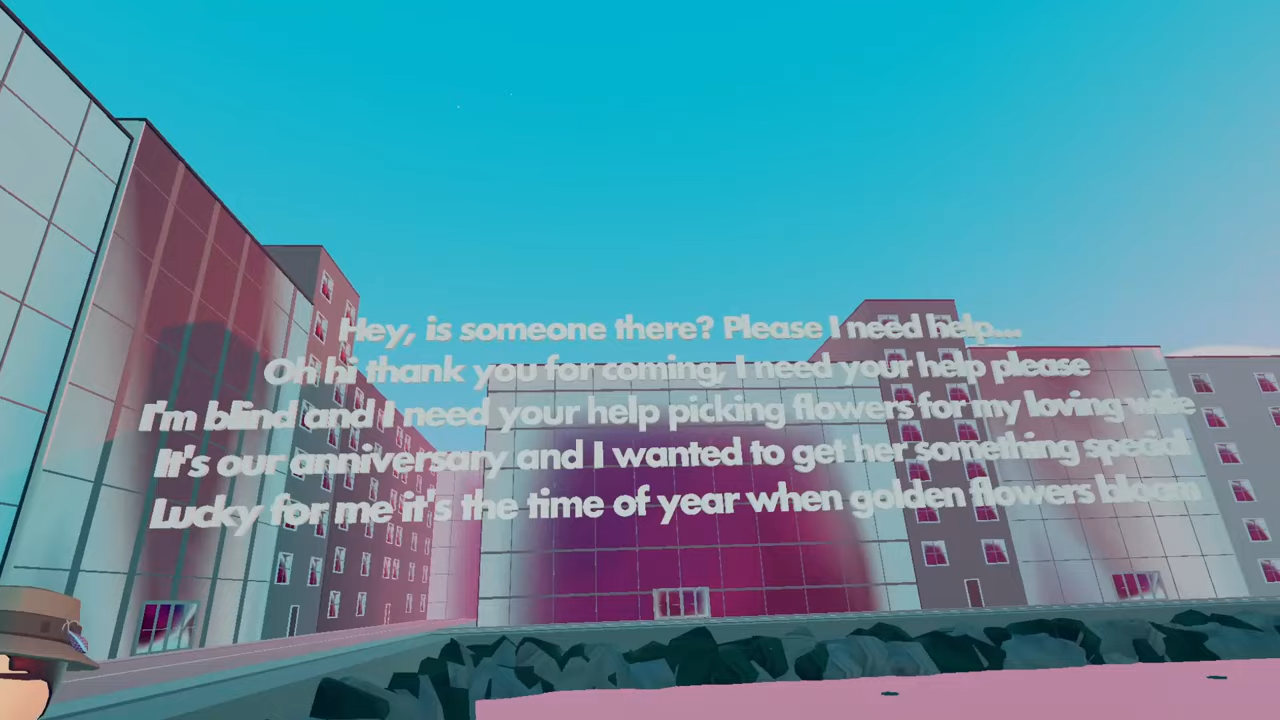 Hey, is someone there? Please I need help...
Oh hi thank you for coming, I need your help please
I'm blind and I need your help picking flowers for my loving wife
It's our anniversary and I wanted to get her something special
Lucky for me it's the time of year when golden flowers bloom